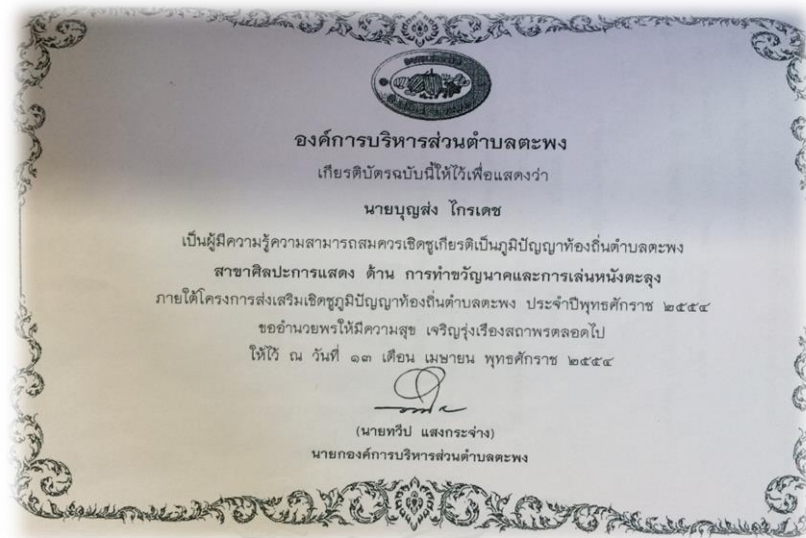 องค์การบริหารส่วนตำบลตะพง
เกียรติบัตรฉบับนี้ให้ไว้เพื่อแสดงว่า
นายบุญส่ง ไกรเดช
เป็นผู้มีความรู้ความสามารถสมควรเชิดชูเกียรติเป็นภูมิปัญญาท้องถิ่นตำบลตะพง
สาขาศิลปะการแสดง ด้าน การทำขวัญนาคและการเล่นหนังตะลุง
ภายใต้โครงการส่งเสริมเชิดชูภูมิปัญญาท้องถิ่นตำบลตะพง ประจำปีพุทธศักราช ๒๕๕๔
ขออำนวยพรให้มีความสุข เจริญรุ่งเรืองสถาพรตลอดไป
ให้ไว้ ณ วันที่ ๑๓ เดือน เมษายน พุทธศักราช ๒๕๕๔
(นายทวีป แสงกระจ่าง)
นายกองค์การบริหารส่วนตำบลตะพง